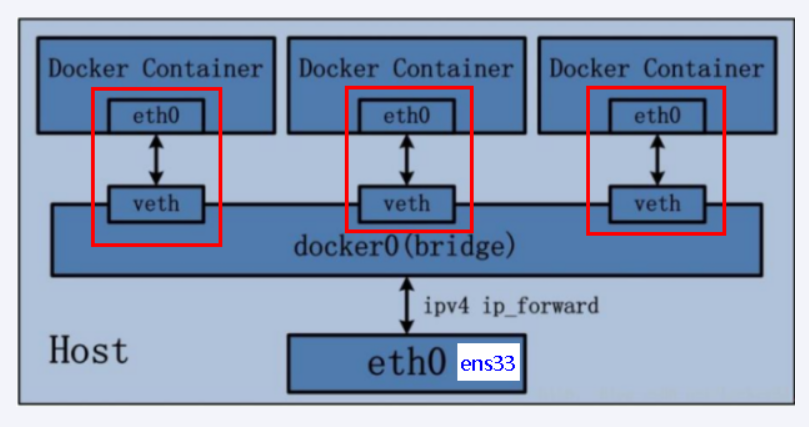 Docker Container
Docker Container
Docker Container
eth0
eth0
eth0
veth
veth
veth
docker0(bridge)
ipv4 ip_forward
Host
eth0 ens33